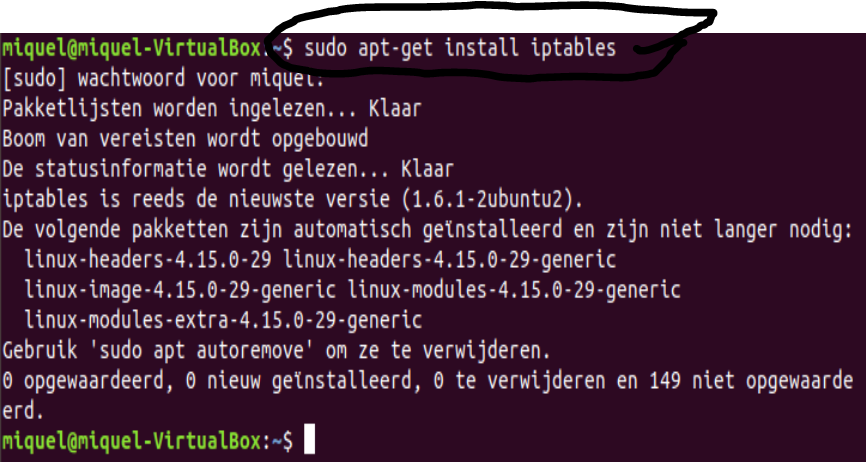 miquel@miquel-VirtualBox:~$ sudo apt-get install iptables
[sudo] wachtwoord voor miquel:
Pakketlijsten worden ingelezen... Klaar
Boom van vereisten wordt opgebouwd
De statusinformatie wordt gelezen... Klaar
iptables is reeds de nieuwste versie (1.6.1-2ubuntu2).
De volgende pakketten zijn automatisch geïnstalleerd en zijn niet langer nodig:
  linux-headers-4.15.0-29 linux-headers-4.15.0-29-generic
  linux-image-4.15.0-29-generic linux-modules-4.15.0-29-generic
  linux-modules-extra-4.15.0-29-generic
Gebruik 'sudo apt autoremove' om ze te verwijderen.
0 opgewaardeerd, 0 nieuw geïnstalleerd, 0 te verwijderen en 149 niet opgewaarde
erd.
miquel@miquel-VirtualBox:~$